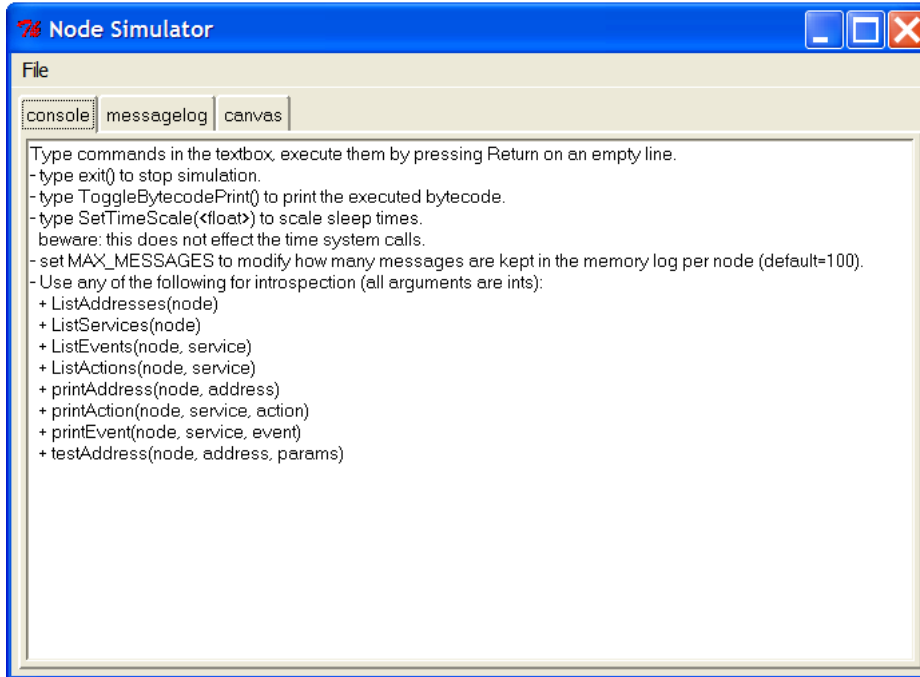 Node Simulator
File
console messagelog canvas
Type commands in the textbox, execute them by pressing Return on an empty line.
- type exit() to stop simulation.
- type ToggleBytecodePrint() to print the executed bytecode.
- type SetTimeScale(<float>) to scale sleep times.
beware: this does not effect the time system calls.
- set MAX_MESSAGES to modify how many messages are kept in the memory log per node (default=100).
- Use any of the following for introspection (all arguments are ints):
+ ListAddresses(node)
+ ListServices(node)
+ ListEvents(node, service)
+ ListActions(node, service)
+ printAddress(node, address)
+ printAction(node, service, action)
+ printEvent(node, service, event)
+ testAddress(node, address, params)